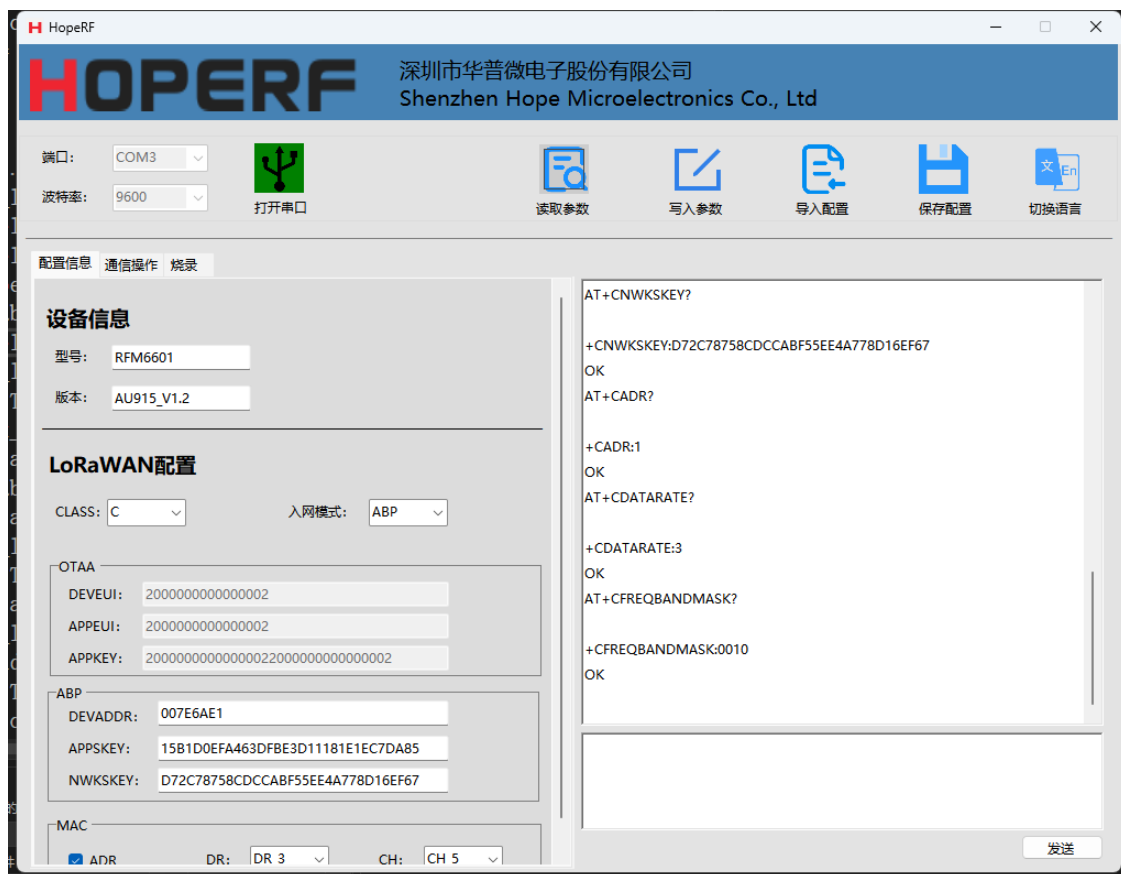 HopeRF
HOPERF
深圳市华普微电子股份有限公司
Shenzhen Hope Microelectronics Co., Ltd
端口: COM3
波特率: 9600
打开串口
读取参数
写入参数
导入配置
保存配置
文 En
切换语言
配置信息 通信操作 烧录
设备信息
型号: RFM6601
版本: AU915_V1.2
LoRaWAN配置
CLASS: C 入网模式: ABP
OTAA
DEVEUI: 2000000000000002
APPEUI: 2000000000000002
APPKEY: 20000000000000022000000000000002
ABP
DEVADDR: 007E6AE1
APPSKEY: 15B1D0EFA463DFBE3D11181E1EC7DA85
NWKSKEY: D72C78758CDCCABF55EE4A778D16EF67
MAC
ADR DR: DR 3 CH: CH 5
AT+CNWKSKEY?
+CNWKSKEY:D72C78758CDCCABF55EE4A778D16EF67
OK
AT+CADR?
+CADR:1
OK
AT+CDATARATE?
+CDATARATE:3
OK
AT+CFREQBANDMASK?
+CFREQBANDMASK:0010
OK
发送